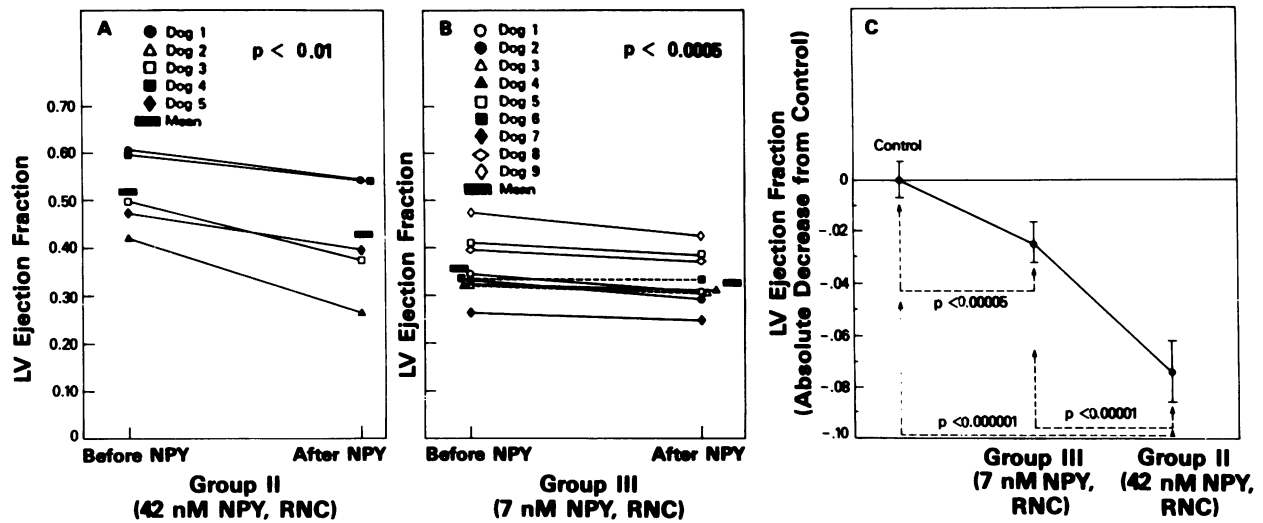 A
Dog 1
Dog 2
Dog 3
Dog 4
Dog 5
Mean
p < 0.01
LV Ejection Fraction
0.70
0.60
0.50
0.40
0.30
0.20
0.10
0
Before NPY
After NPY
Group II
(42 nM NPY, RNC)
B
Dog 1
Dog 2
Dog 3
Dog 4
Dog 5
Dog 6
Dog 7
Dog 8
Dog 9
Mean
p < 0.0005
LV Ejection Fraction
Before NPY
After NPY
Group III
(7 nM NPY, RNC)
C
LV Ejection Fraction
(Absolute Decrease from Control)
Control
0
-.02
-.04
-.06
-.08
-.10
p <0.00005
p <0.000001
p <0.00001
Group III
(7 nM NPY,
RNC)
Group II
(42 nM NPY,
RNC)